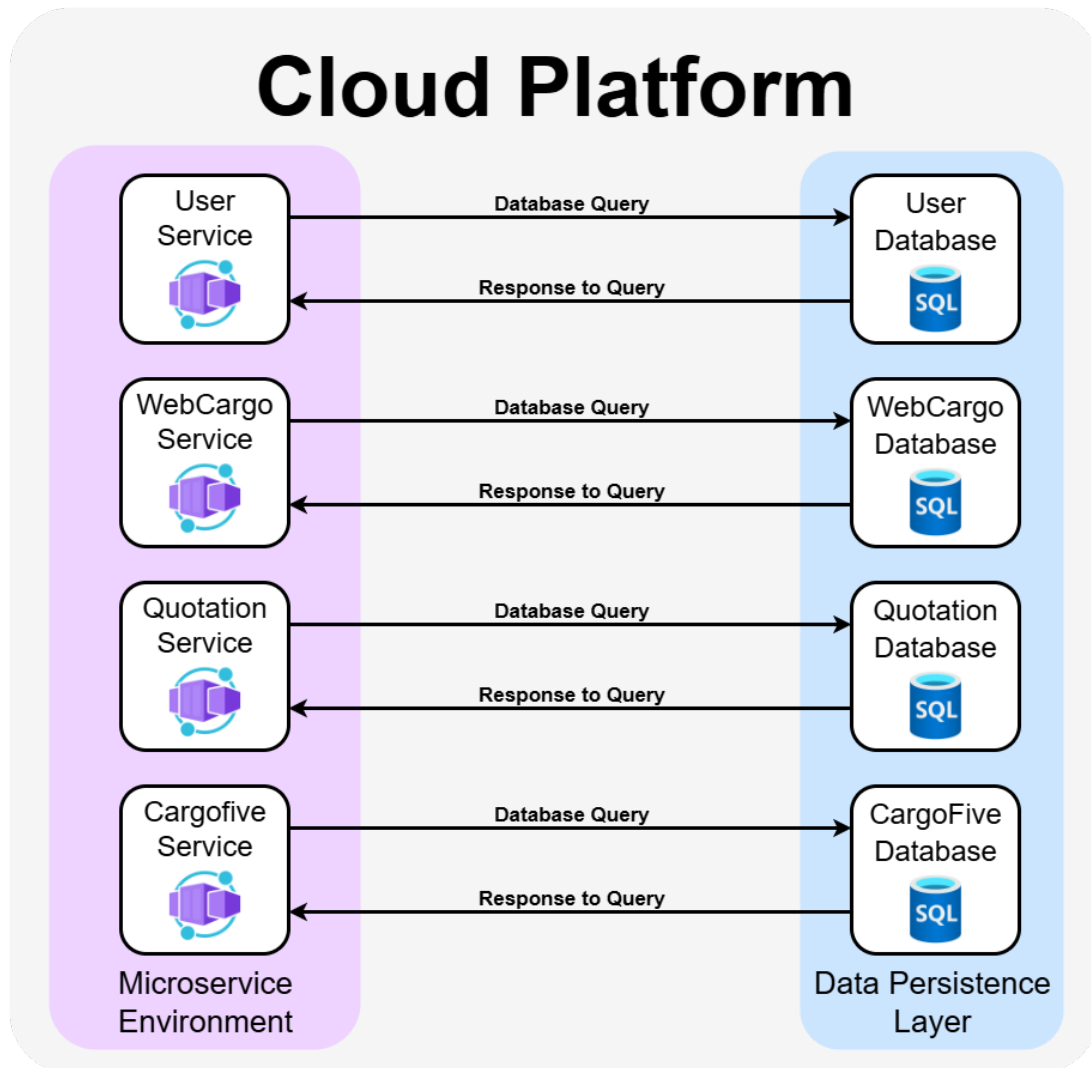 Cloud Platform
User
Service
Database Query
Response to Query
User
Database
SQL
WebCargo
Service
Database Query
Response to Query
WebCargo
Database
SQL
Quotation
Service
Database Query
Response to Query
Quotation
Database
SQL
Cargofive
Service
Database Query
Response to Query
CargoFive
Database
SQL
Microservice
Environment
Data Persistence
Layer